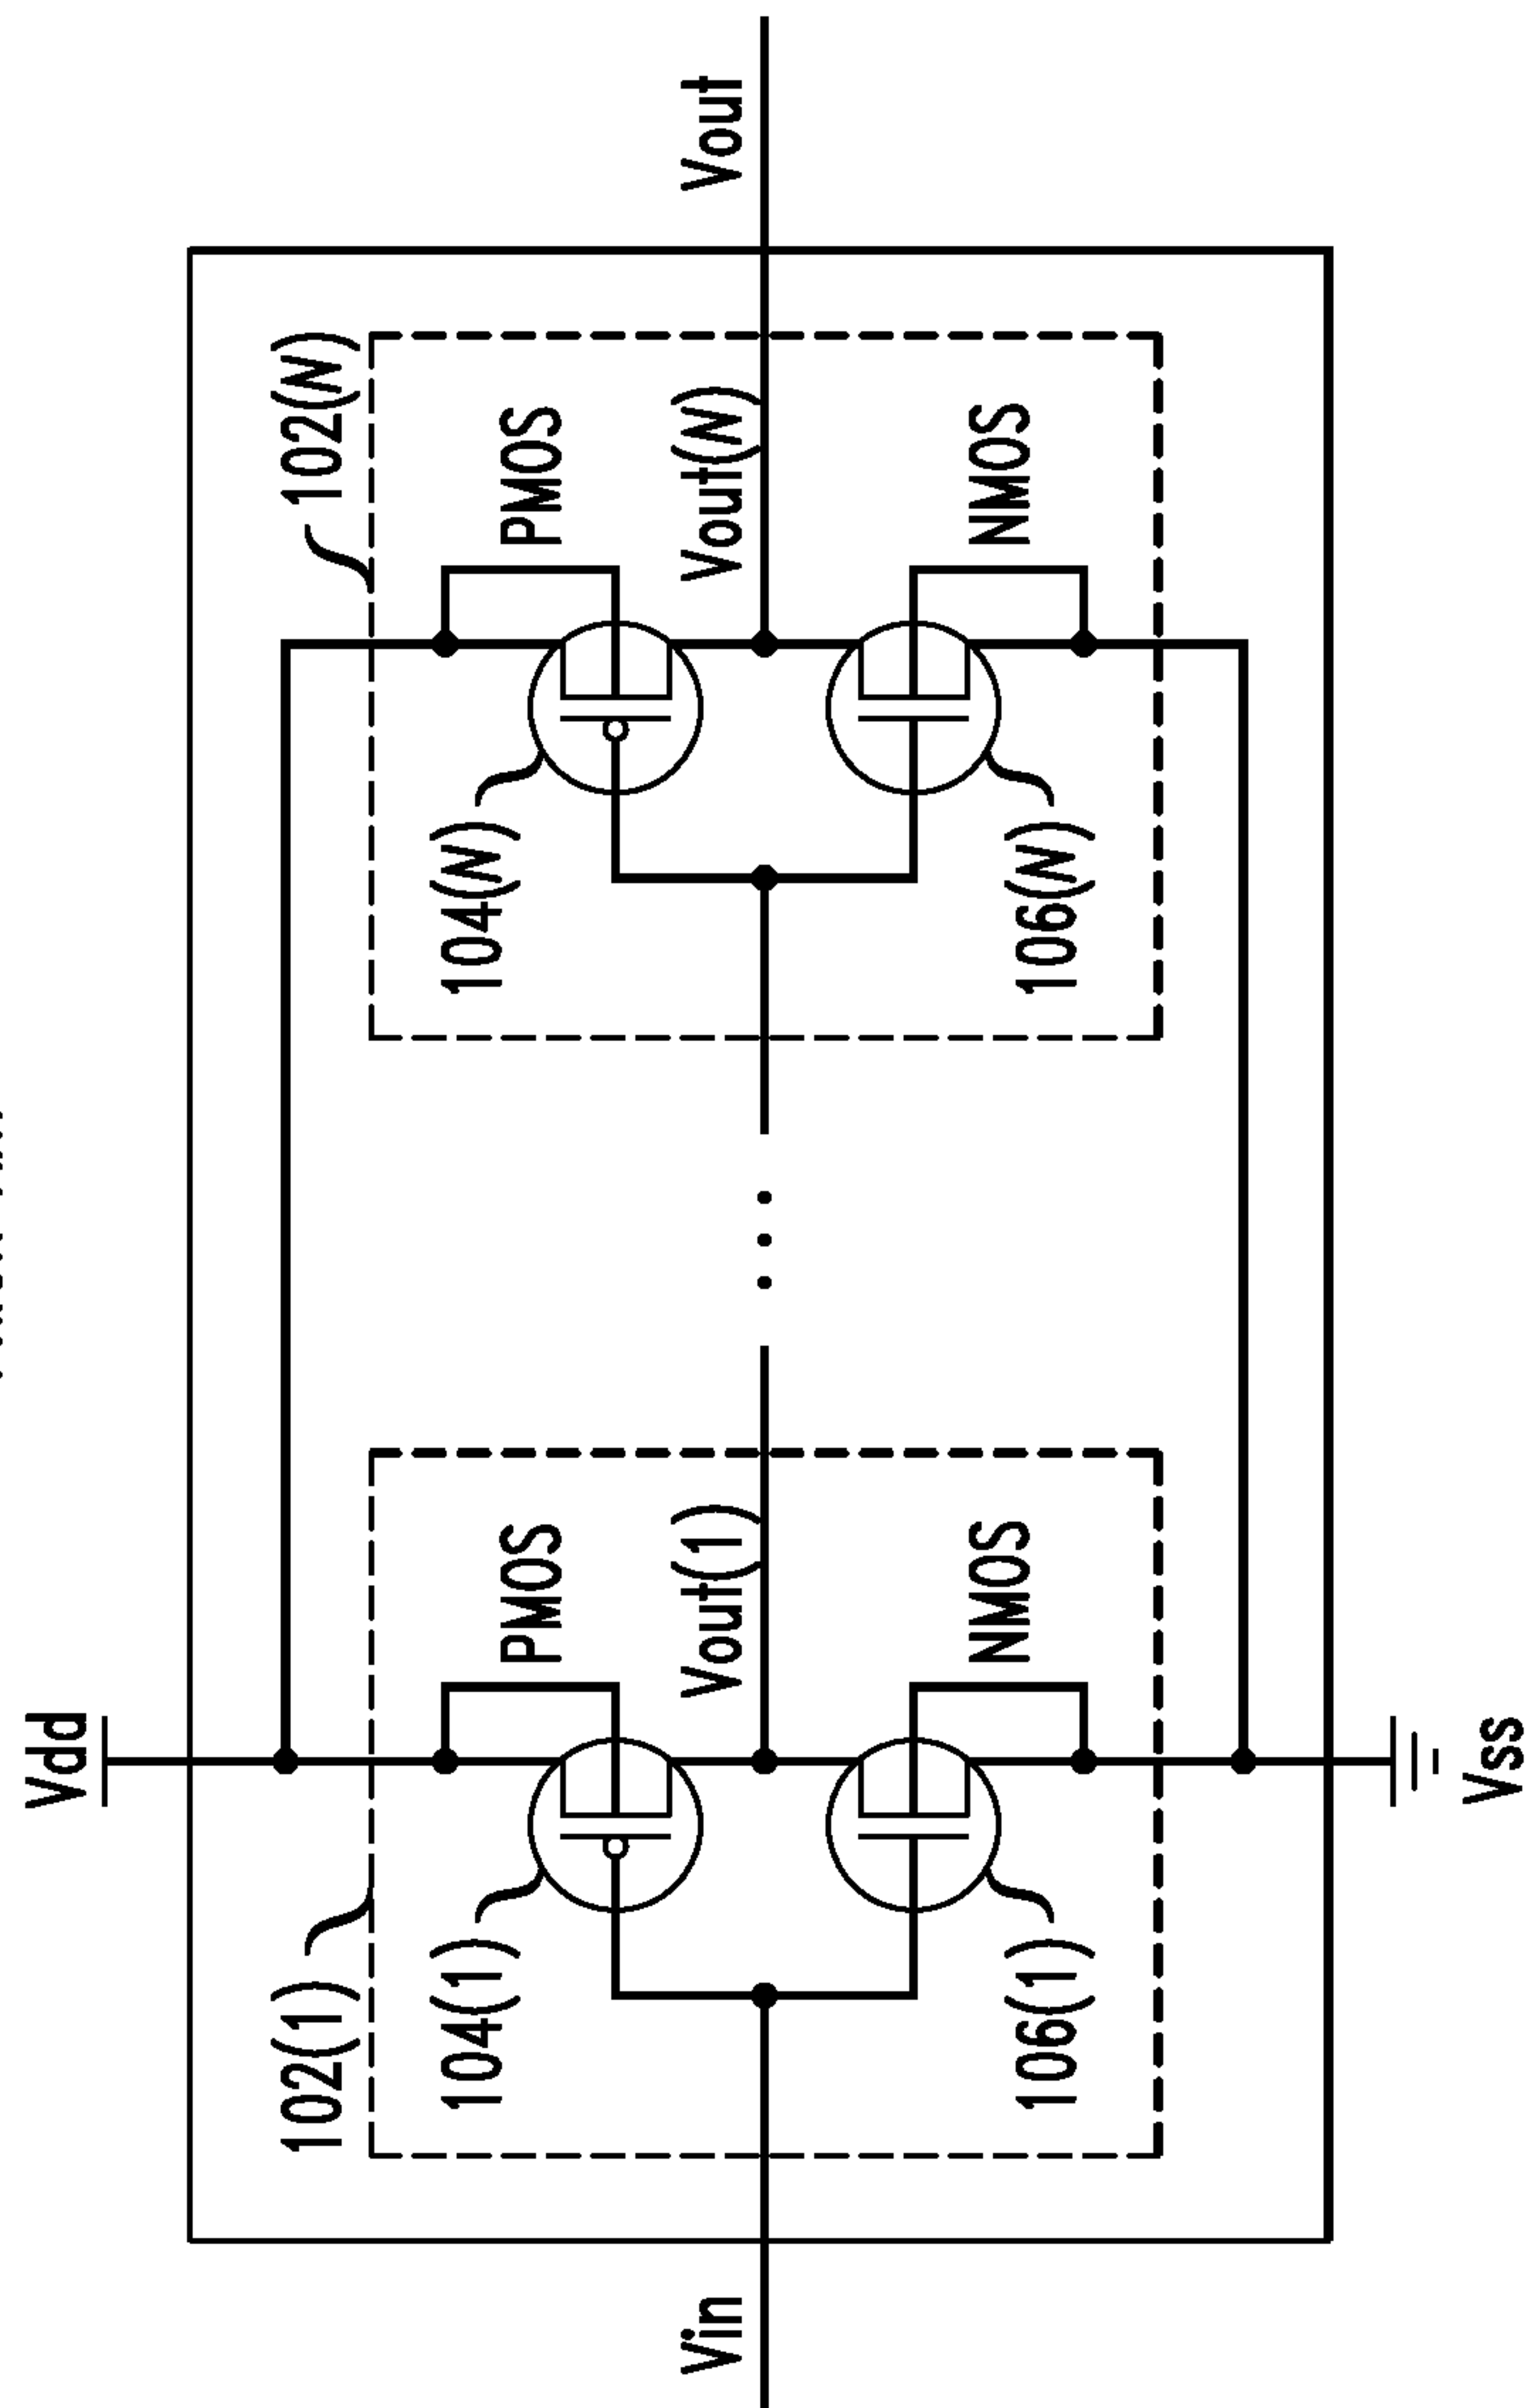 Vdd
102(1)
102(N)
104(1)
PMOS
104(N)
PMOS
Vin
Vout(1)
Vout(N)
Vout
106(1)
NMOS
106(N)
NMOS
Vss